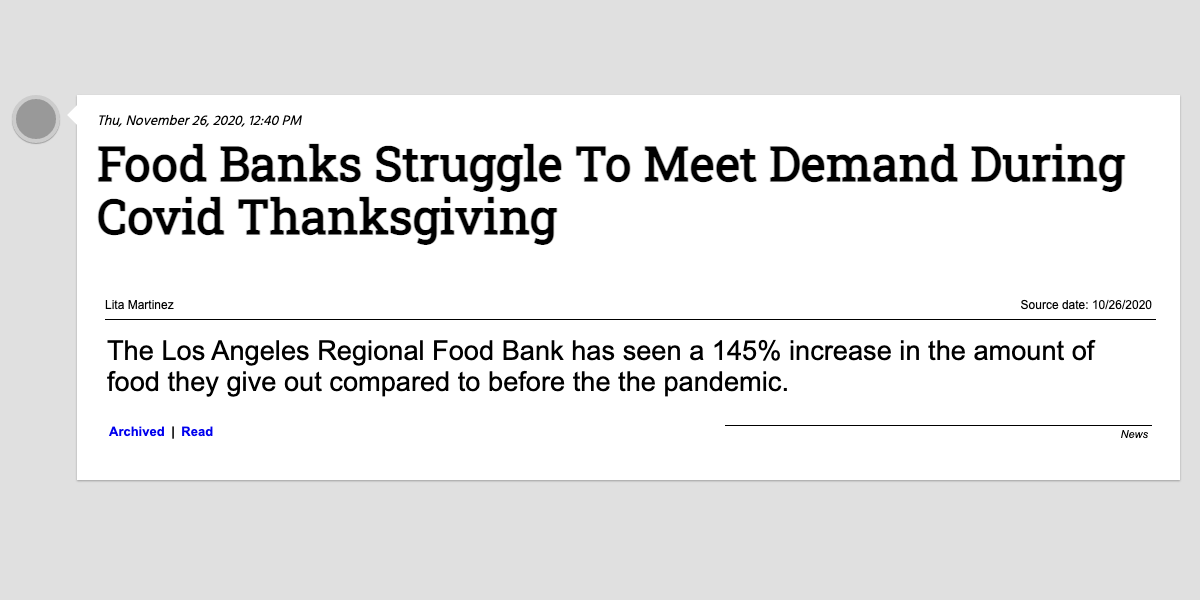 Thu, November 26, 2020, 12:40 PM
Food Banks Struggle To Meet Demand During
Covid Thanksgiving
Lita Martinez
Source date: 10/26/2020
The Los Angeles Regional Food Bank has seen a 145% increase in the amount of
food they give out compared to before the the pandemic.
Archived | Read
News